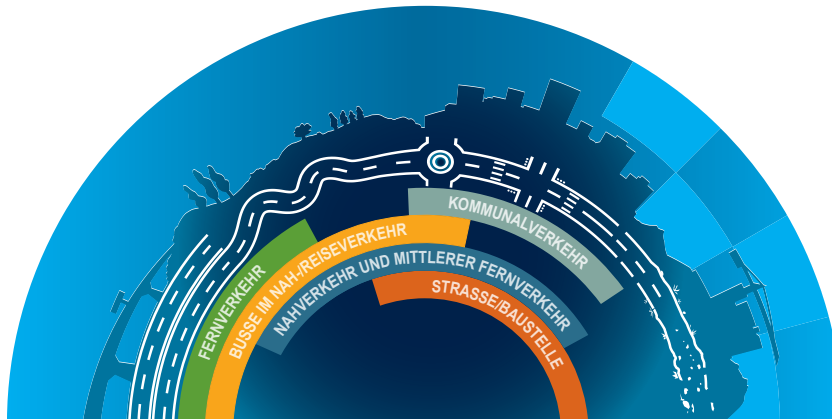 KOMMUNALVERKEHR
FERNVERKEHR
BUSSE IM NAH-/REISEVERKEHR
NAHVERKEHR UND MITTLERER FERNVERKEHR
STRASSE/BAUSTELLE